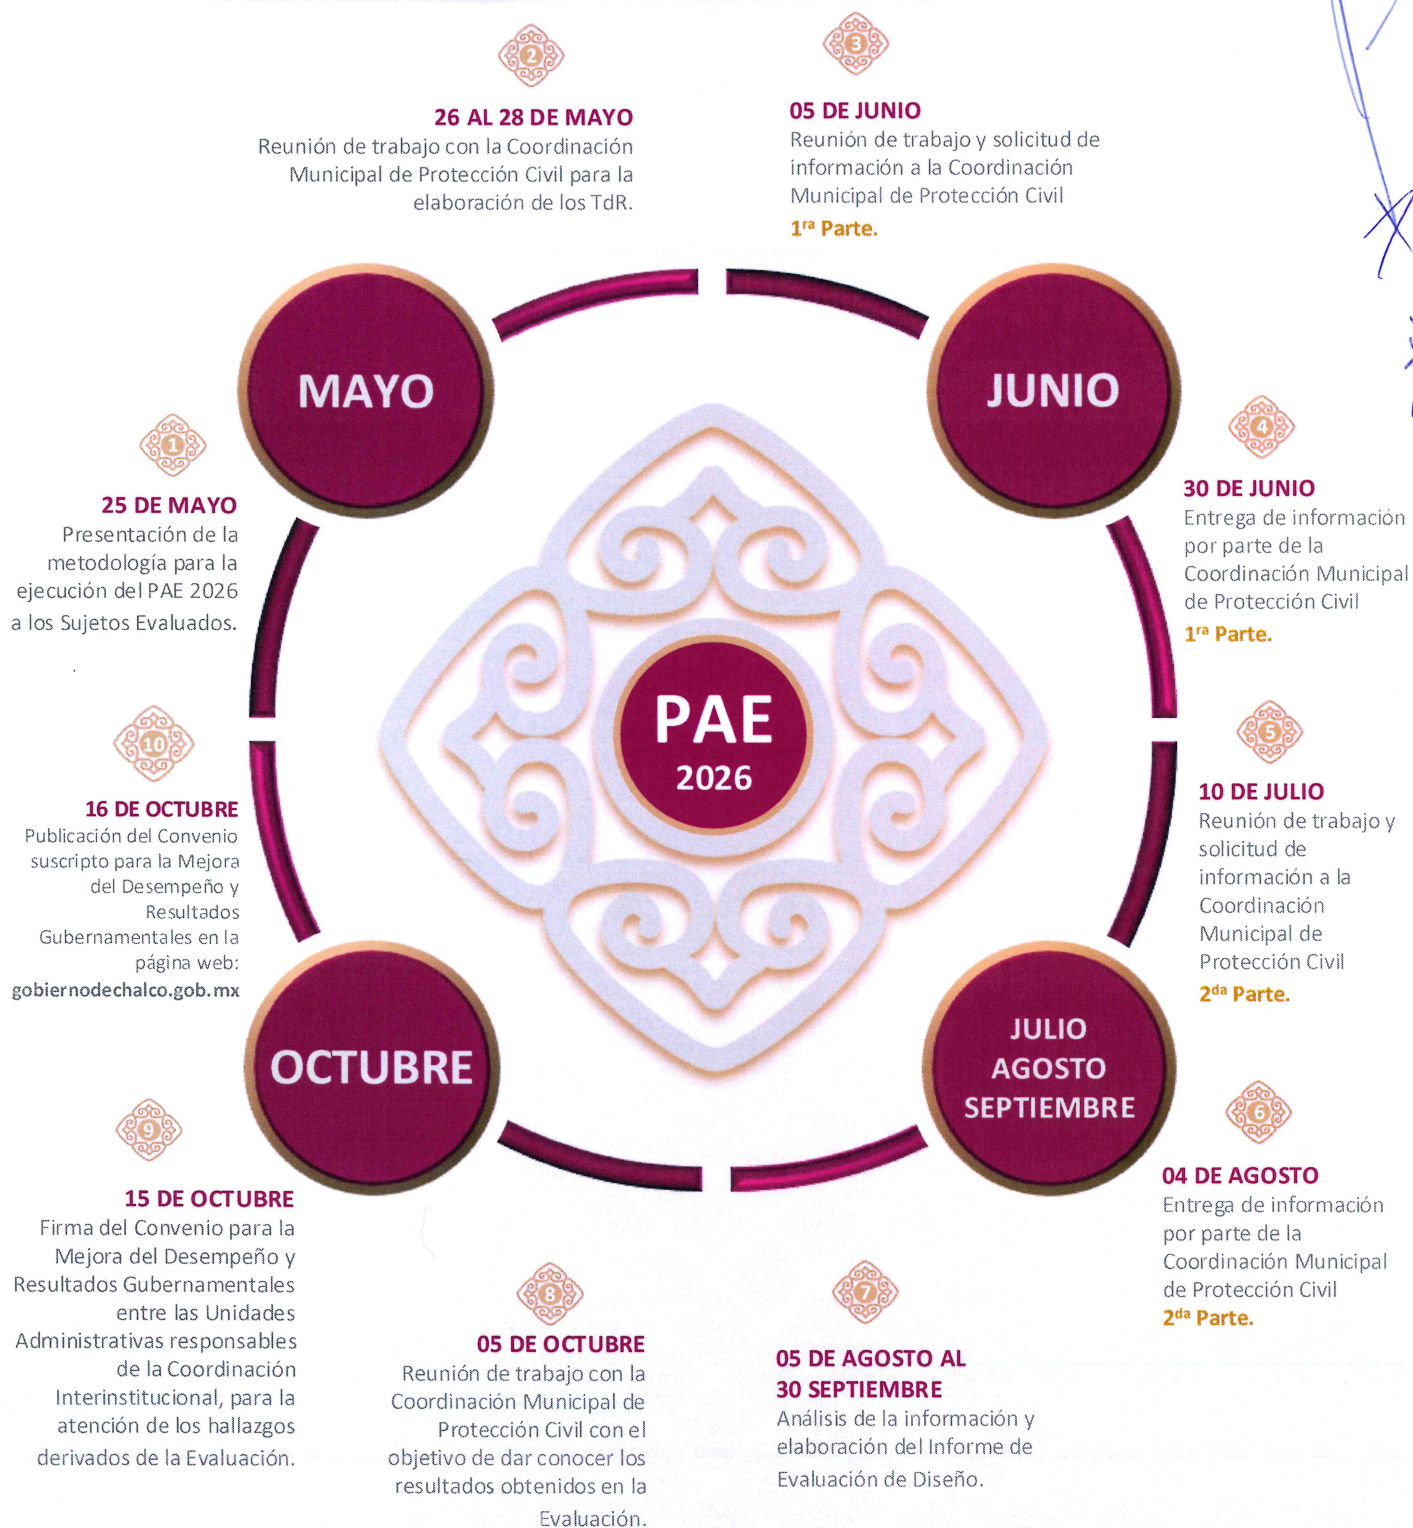 2
26 AL 28 DE MAYO
Reunión de trabajo con la Coordinación
Municipal de Protección Civil para la
elaboración de los TdR.
3
05 DE JUNIO
Reunión de trabajo y solicitud de
información a la Coordinación
Municipal de Protección Civil
1ra Parte.
MAYO
JUNIO
1
25 DE MAYO
Presentación de la
metodología para la
ejecución del PAE 2026
a los Sujetos Evaluados.
4
30 DE JUNIO
Entrega de información
por parte de la
Coordinación Municipal
de Protección Civil
1ra Parte.
PAE
2026
10
16 DE OCTUBRE
Publicación del Convenio
suscripto para la Mejora
del Desempeño y
Resultados
Gubernamentales en la
página web:
gobiernodechalco.gob.mx
5
10 DE JULIO
Reunión de trabajo y
solicitud de
información a la
Coordinación
Municipal de
Protección Civil
2da Parte.
OCTUBRE
JULIO
AGOSTO
SEPTIEMBRE
9
15 DE OCTUBRE
Firma del Convenio para la
Mejora del Desempeño y
Resultados Gubernamentales
entre las Unidades
Administrativas responsables
de la Coordinación
Interinstitucional, para la
atención de los hallazgos
derivados de la Evaluación.
8
05 DE OCTUBRE
Reunión de trabajo con la
Coordinación Municipal de
Protección Civil con el
objetivo de dar conocer los
resultados obtenidos en la
Evaluación.
7
05 DE AGOSTO AL
30 SEPTIEMBRE
Análisis de la información y
elaboración del Informe de
Evaluación de Diseño.
6
04 DE AGOSTO
Entrega de información
por parte de la
Coordinación Municipal
de Protección Civil
2da Parte.